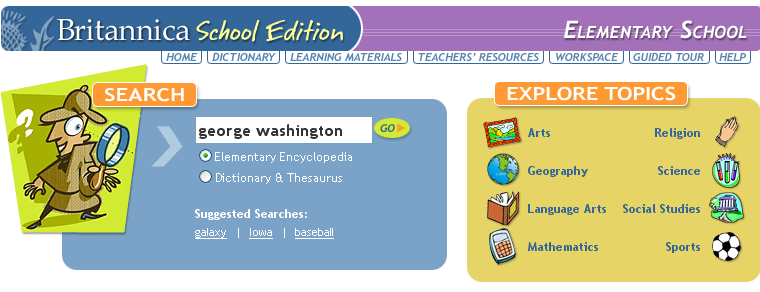 Britannica School Edition
ELEMENTARY SCHOOL
HOME DICTIONARY LEARNING MATERIALS TEACHERS' RESOURCES WORKSPACE GUIDED TOUR HELP
SEARCH
george washington GO
Elementary Encyclopedia
Dictionary & Thesaurus
Suggested Searches:
galaxy | Iowa | baseball
EXPLORE TOPICS
Arts Religion
Geography Science
Language Arts Social Studies
Mathematics Sports